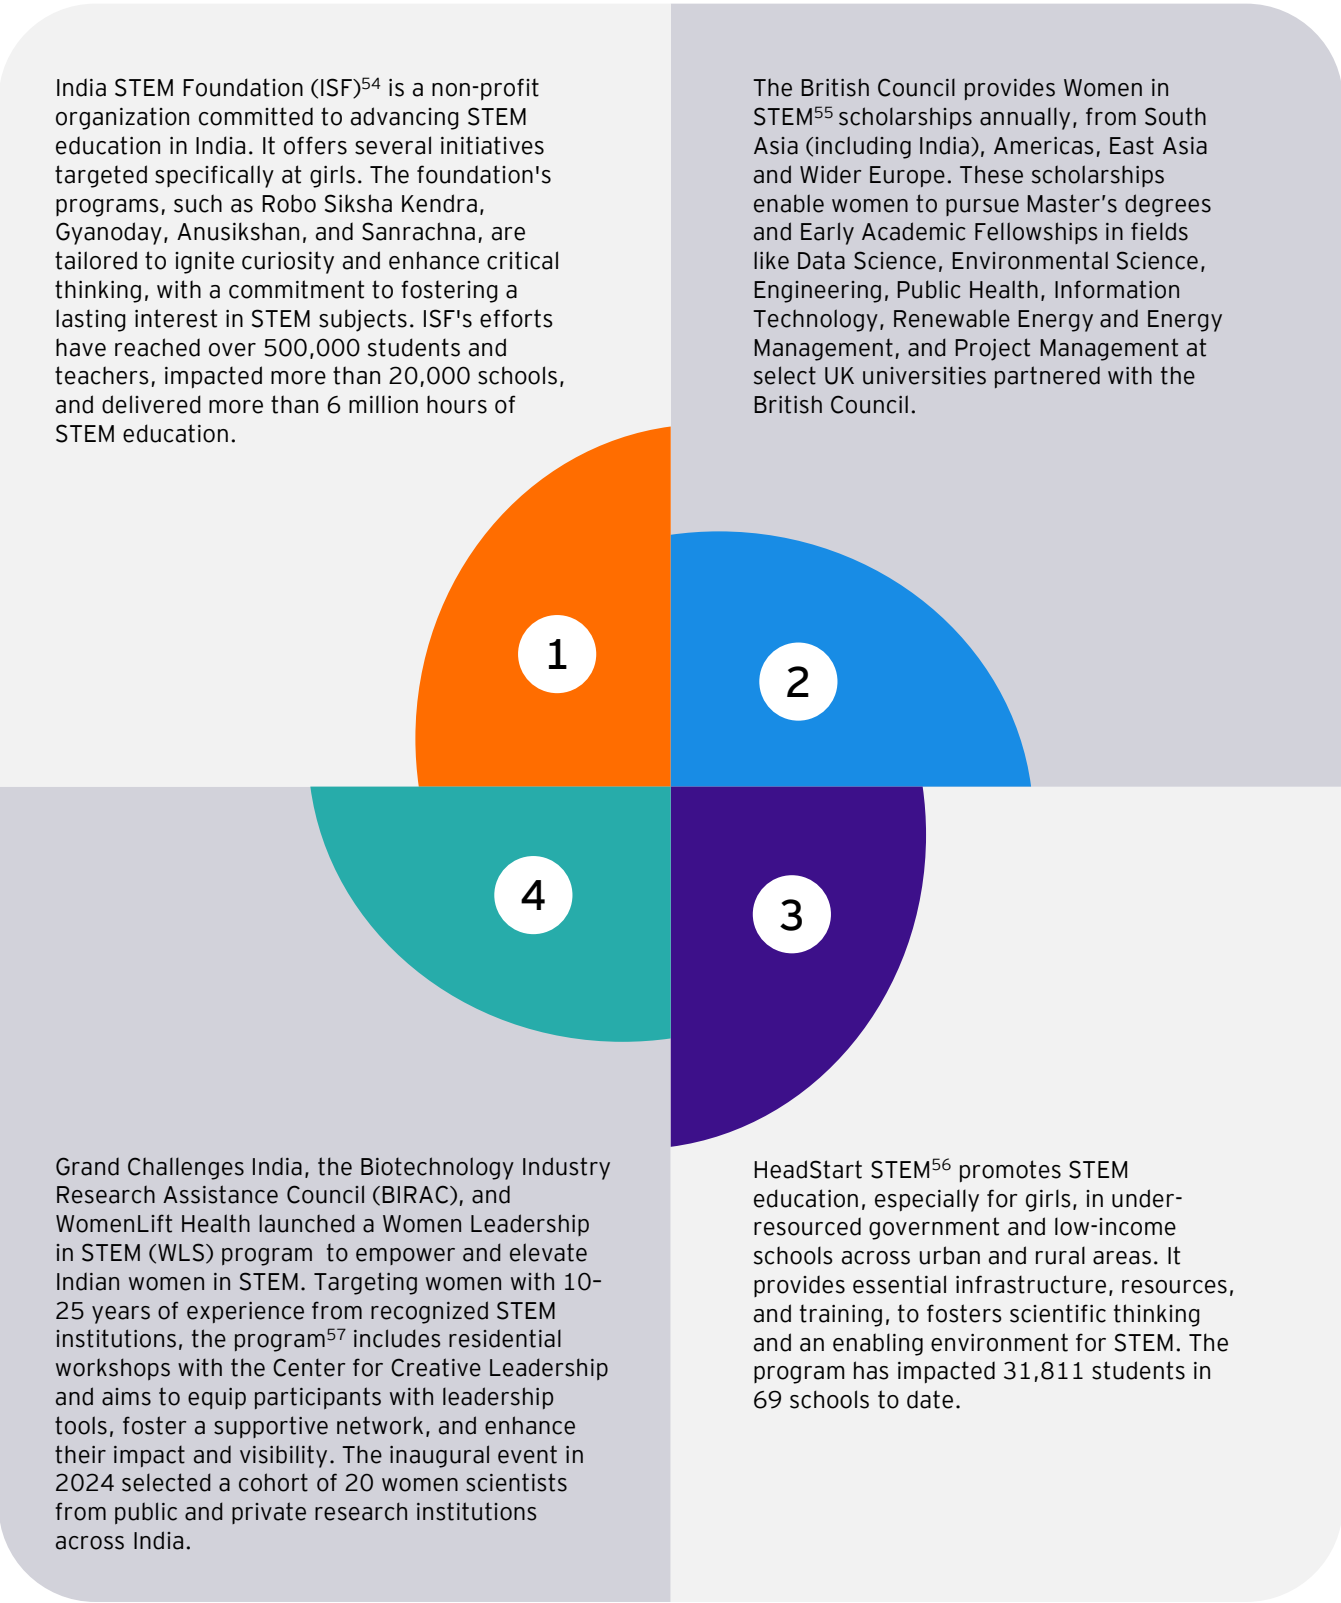 India STEM Foundation (ISF)54 is a non-profit
organization committed to advancing STEM
education in India. It offers several initiatives
targeted specifically at girls. The foundation's
programs, such as Robo Siksha Kendra,
Gyanoday, Anusikshan, and Sanrachna, are
tailored to ignite curiosity and enhance critical
thinking, with a commitment to fostering a
lasting interest in STEM subjects. ISF's efforts
have reached over 500,000 students and
teachers, impacted more than 20,000 schools,
and delivered more than 6 million hours of
STEM education.
1
The British Council provides Women in
STEM55 scholarships annually, from South
Asia (including India), Americas, East Asia
and Wider Europe. These scholarships
enable women to pursue Master’s degrees
and Early Academic Fellowships in fields
like Data Science, Environmental Science,
Engineering, Public Health, Information
Technology, Renewable Energy and Energy
Management, and Project Management at
select UK universities partnered with the
British Council.
2
3
HeadStart STEM56 promotes STEM
education, especially for girls, in under-
resourced government and low-income
schools across urban and rural areas. It
provides essential infrastructure, resources,
and training, to fosters scientific thinking
and an enabling environment for STEM. The
program has impacted 31,811 students in
69 schools to date.
4
Grand Challenges India, the Biotechnology Industry
Research Assistance Council (BIRAC), and
WomenLift Health launched a Women Leadership
in STEM (WLS) program  to empower and elevate
Indian women in STEM. Targeting women with 10–
25 years of experience from recognized STEM
institutions, the program57 includes residential
workshops with the Center for Creative Leadership
and aims to equip participants with leadership
tools, foster a supportive network, and enhance
their impact and visibility. The inaugural event in
2024 selected a cohort of 20 women scientists
from public and private research institutions
across India.